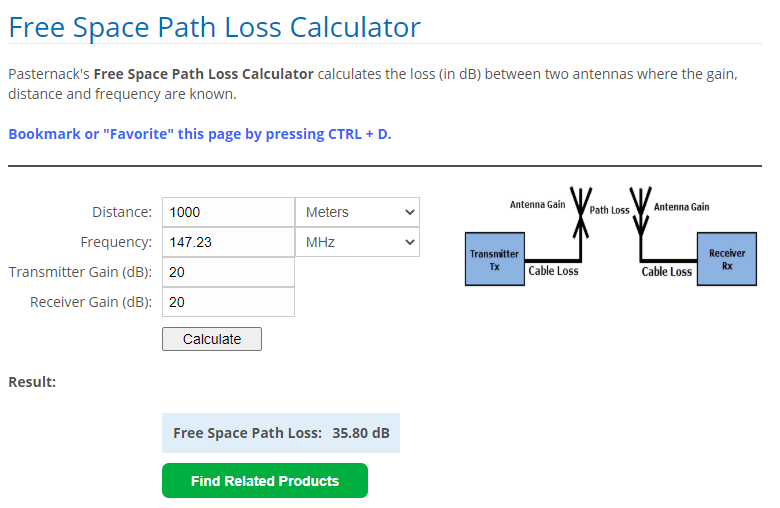 Free Space Path Loss Calculator
Pasternack's Free Space Path Loss Calculator calculates the loss (in dB) between two antennas where the gain,
distance and frequency are known.
Bookmark or "Favorite" this page by pressing CTRL + D.
Distance: 1000 Meters
Frequency: 147.23 MHz
Transmitter Gain (dB): 20
Receiver Gain (dB): 20
Calculate
Antenna Gain Path Loss Antenna Gain
Transmitter
Tx
Cable Loss
Cable Loss
Receiver
Rx
Result:
Free Space Path Loss: 35.80 dB
Find Related Products